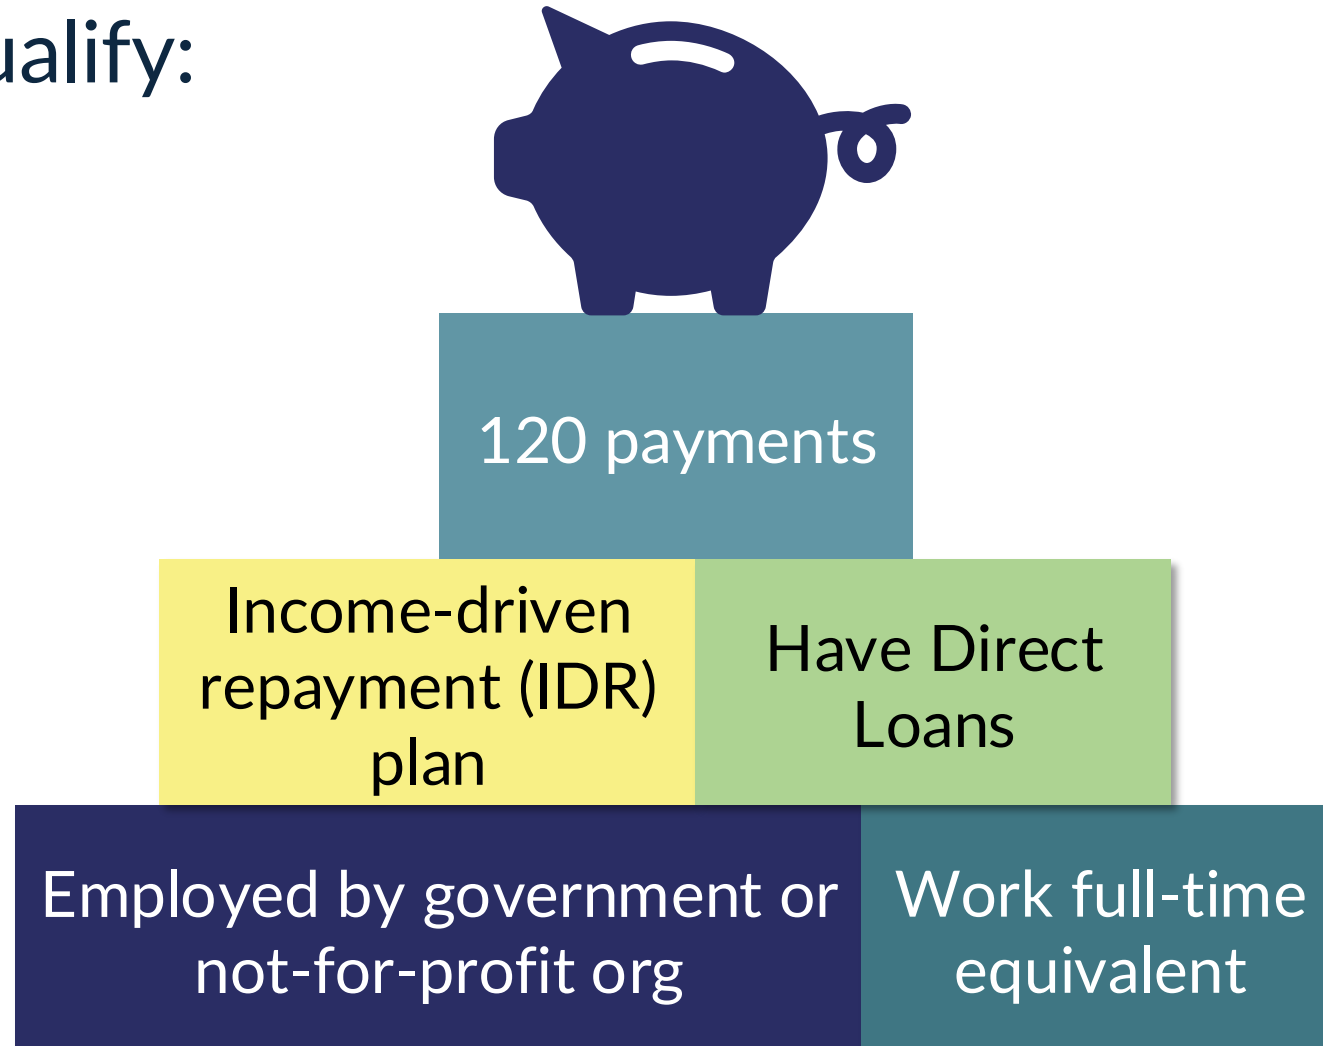 ualify:
120 payments
Income-driven
repayment (IDR)
plan
Have Direct
Loans
Employed by government or
not-for-profit org
Work full-time
equivalent